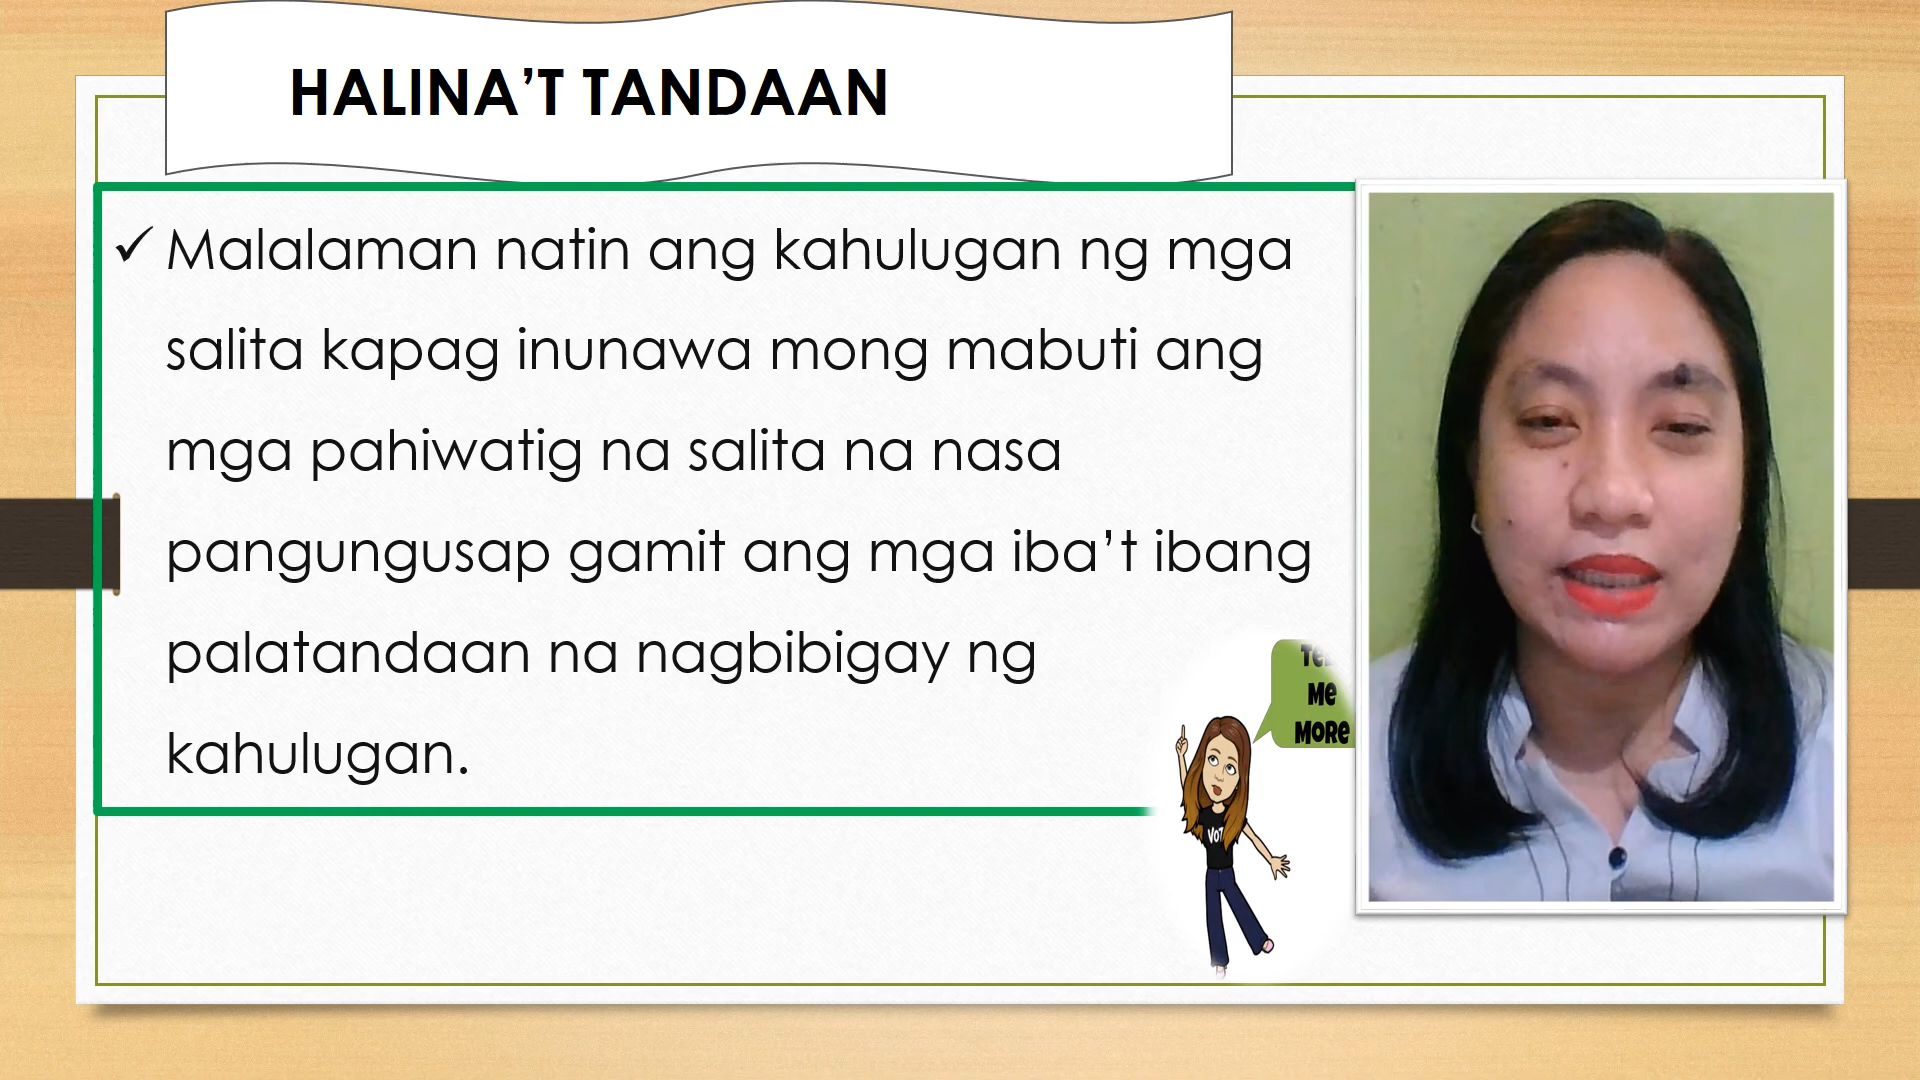 HALINA’T TANDAAN
✓ Malalaman natin ang kahulugan ng mga
salita kapag inunawa mong mabuti ang
mga pahiwatig na salita na nasa
pangungusap gamit ang mga iba’t ibang
palatandaan na nagbibigay ng
kahulugan.
Me
MoRe